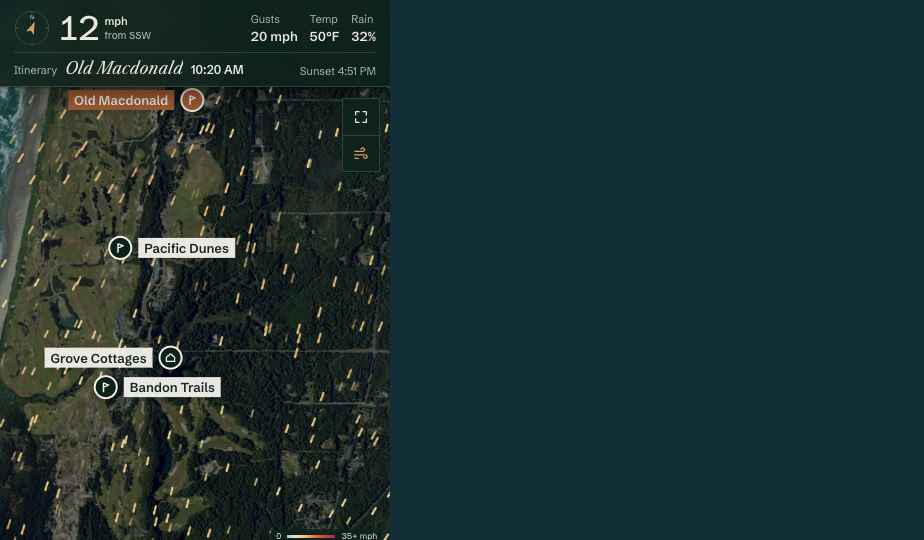 N
12 mph
from SSW
Gusts Temp Rain
20 mph 50°F 32%
Itinerary Old Macdonald 10:20 AM Sunset 4:51 PM
Old Macdonald
Pacific Dunes
Grove Cottages
Bandon Trails
0 35+ mph